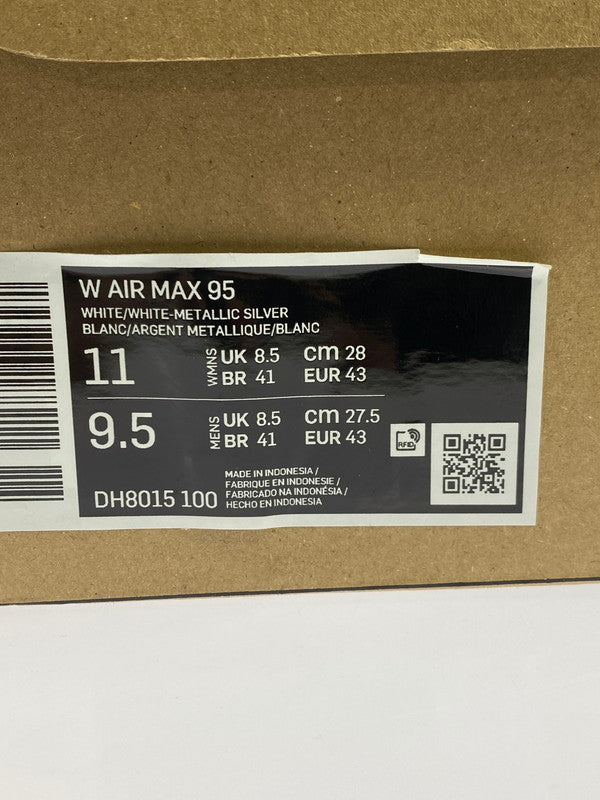 W AIR MAX 95
WHITE/WHITE-METALLIC SILVER
BLANC/ARGENT METALLIQUE/BLANC
11 WMNS UK 8.5 cm 28
BR 41 EUR 43
9.5 MENS UK 8.5 cm 27.5
BR 41 EUR 43
RFID
DH8015 100
MADE IN INDONESIA /
FABRIQUE EN INDONESIE /
FABRICADO NA INDONÉSIA /
HECHO EN INDONESIA